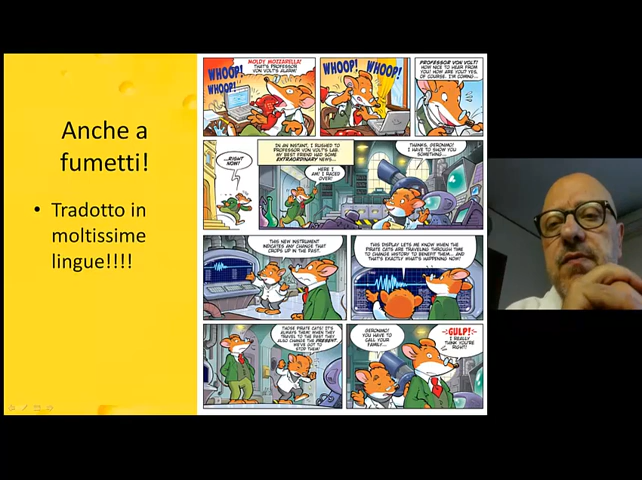 Anche a
fumetti!
• Tradotto in
moltissime
lingue!!!!
WHOOP!
WHOOP!
MOLDY MOZZARELLA!
THAT'S PROFESSOR
VON VOLT'S ALARM!
WHOOP!
WHOOP!
PROFESSOR VON VOLT!
HOW NICE TO HEAR FROM
YOU! HOW ARE YOU? YES,
OF COURSE. I'M COMING...
...RIGHT
NOW!
IN AN INSTANT, I RUSHED TO
PROFESSOR VON VOLT'S LAB.
MY BEST FRIEND HAD SOME
EXTRAORDINARY NEWS...
HERE I
AM! I RACED
OVER!
THANKS, GERONIMO!
I HAVE TO SHOW YOU
SOMETHING...
THIS NEW INSTRUMENT
INDICATES ANY CHANGE THAT
CROPS UP IN THE PAST.
THIS DISPLAY LETS ME KNOW WHEN THE
PIRATE CATS ARE TRAVELING THROUGH TIME
TO CHANGE HISTORY TO BENEFIT THEM... AND
THAT'S EXACTLY WHAT'S HAPPENING NOW!
THOSE PIRATE CATS! IT'S
ALWAYS THEM! WHEN THEY
TRAVEL TO THE PAST THEY
ALSO CHANGE THE PRESENT!
WE'VE GOT TO
STOP THEM!
GERONIMO!
YOU HAVE TO
CALL YOUR
FAMILY...
GULP!
I REALLY
THINK YOU'RE
RIGHT!